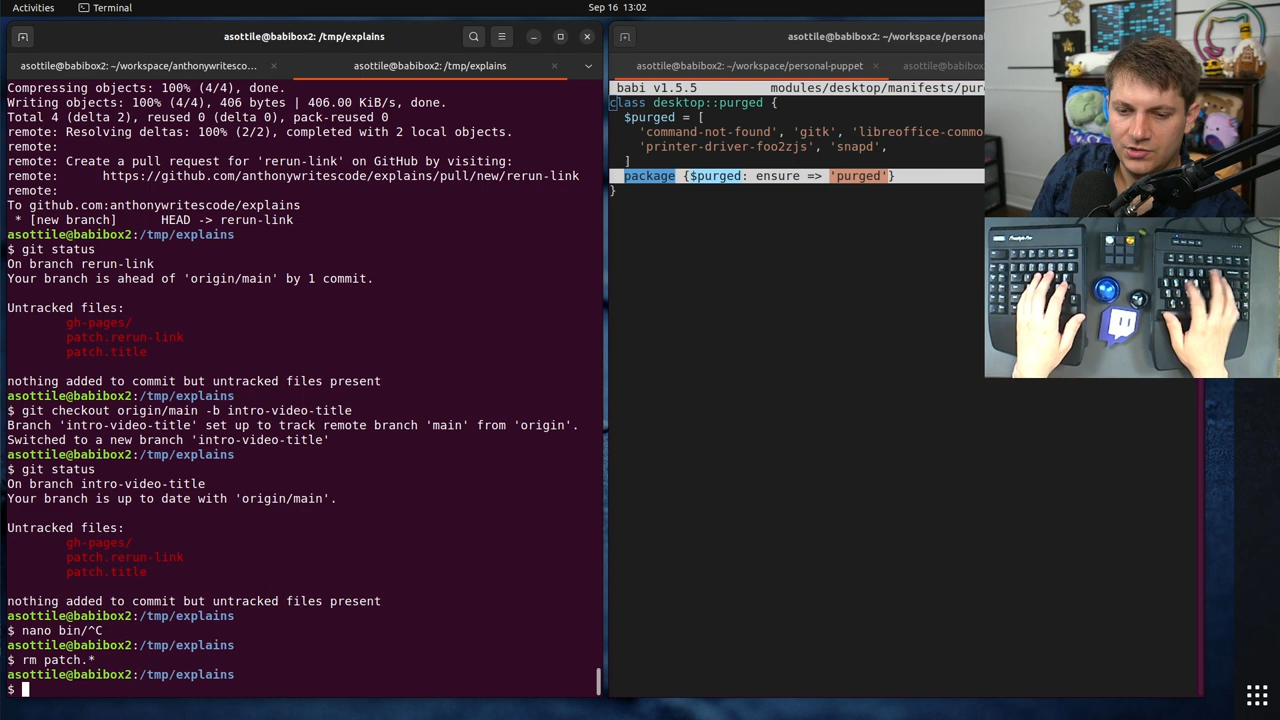 Activities
Terminal
Sep 16 13:02
asottile@babibox2: /tmp/explains
asottile@babibox2: ~/workspace/anthonywritesco…
asottile@babibox2: /tmp/explains
Compressing objects: 100% (4/4), done.
Writing objects: 100% (4/4), 406 bytes | 406.00 KiB/s, done.
Total 4 (delta 2), reused 0 (delta 0), pack-reused 0
remote: Resolving deltas: 100% (2/2), completed with 2 local objects.
remote:
remote: Create a pull request for 'rerun-link' on GitHub by visiting:
remote:      https://github.com/anthonywritescode/explains/pull/new/rerun-link
remote:
To github.com:anthonywritescode/explains
 * [new branch]      HEAD -> rerun-link
asottile@babibox2:/tmp/explains
$ git status
On branch rerun-link
Your branch is ahead of 'origin/main' by 1 commit.
Untracked files:
gh-pages/
patch.rerun-link
patch.title
nothing added to commit but untracked files present
asottile@babibox2:/tmp/explains
$ git checkout origin/main -b intro-video-title
Branch 'intro-video-title' set up to track remote branch 'main' from 'origin'.
Switched to a new branch 'intro-video-title'
asottile@babibox2:/tmp/explains
$ git status
On branch intro-video-title
Your branch is up to date with 'origin/main'.
Untracked files:
gh-pages/
patch.rerun-link
patch.title
nothing added to commit but untracked files present
asottile@babibox2:/tmp/explains
$ nano bin/^C
asottile@babibox2:/tmp/explains
$ rm patch.*
asottile@babibox2:/tmp/explains
$
asottile@babibox2: ~/workspace/personal
asottile@babibox2: ~/workspace/personal-puppet
asottile@babibox2:
babi v1.5.5 modules/desktop/manifests/pur
class desktop::purged {
  $purged = [
    'command-not-found', 'gitk', 'libreoffice-commo
    'printer-driver-foo2zjs', 'snapd',
  ]
  package {$purged: ensure => 'purged'}
}